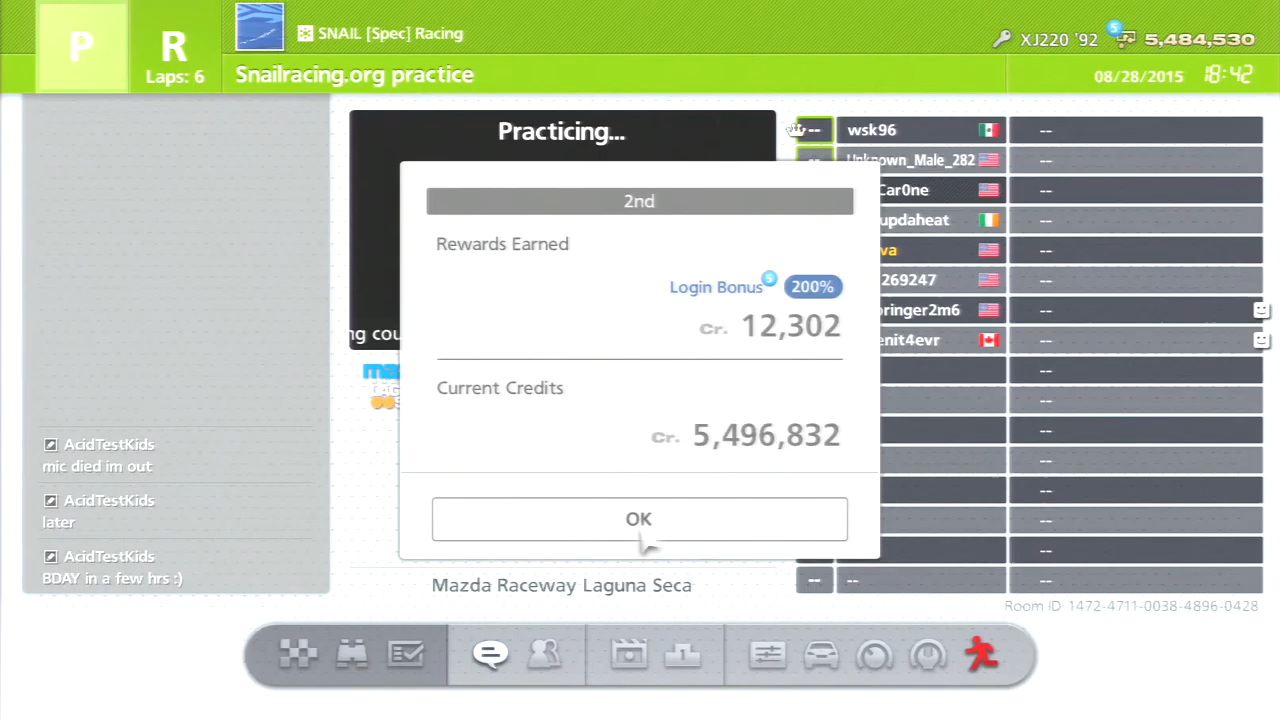 P
R
Laps: 6
SNAIL [Spec] Racing
XJ220 '92
S
5,484,530
Snailracing.org practice
08/28/2015
18:42
Practicing...
-- wsk96 --
-- Unknown_Male_282 --
Car0ne --
updaheat --
va --
269247 --
ringer2m6 --
enit4evr --
--
--
--
--
--
--
--
-- -- --
2nd
Rewards Earned
Login Bonus S 200%
Cr. 12,302
Current Credits
Cr. 5,496,832
OK
ng cou
AcidTestKids
mic died im out
AcidTestKids
later
AcidTestKids
BDAY in a few hrs :)
Mazda Raceway Laguna Seca
Room ID 1472-4711-0038-4896-0428
1